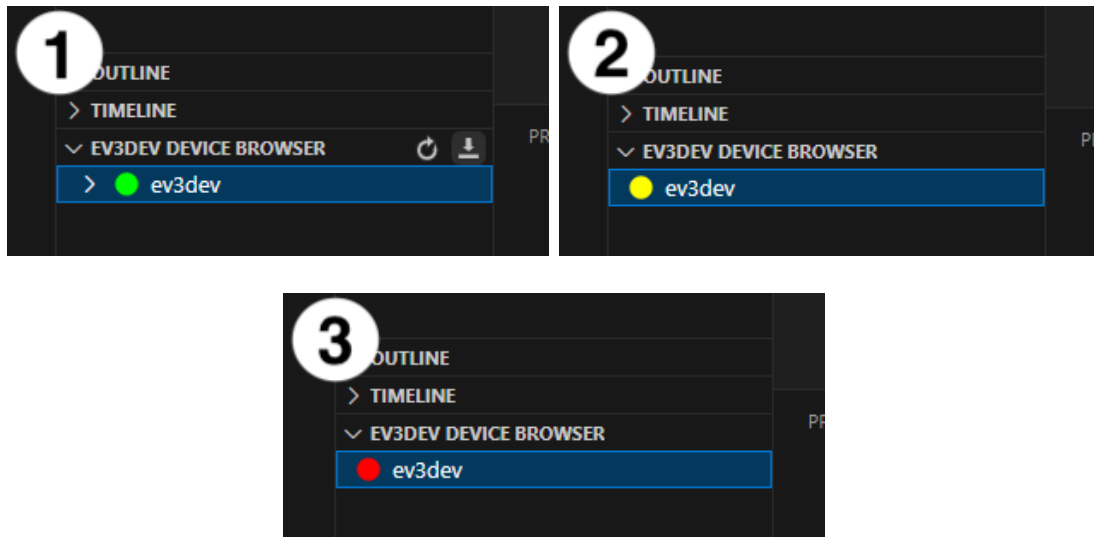 1
OUTLINE
TIMELINE
EV3DEV DEVICE BROWSER
ev3dev
2
OUTLINE
TIMELINE
EV3DEV DEVICE BROWSER
ev3dev
3
OUTLINE
TIMELINE
EV3DEV DEVICE BROWSER
ev3dev